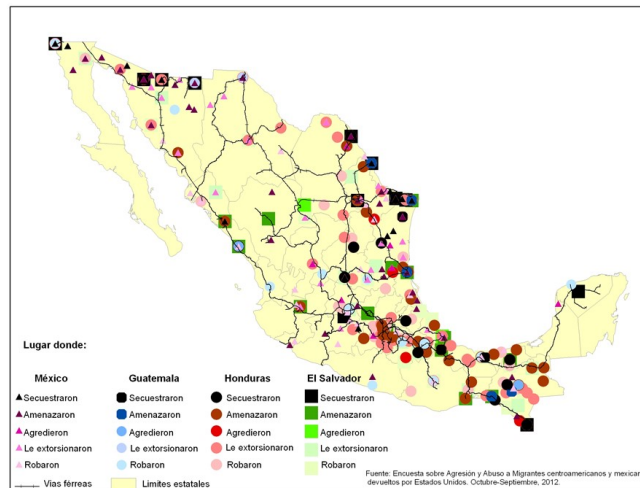 Lugar donde:
México Guatemala Honduras El Salvador
Secuestraron Secuestraron Secuestraron Secuestraron
Amenazaron Amenazaron Amenazaron Amenazaron
Agredieron Agredieron Agredieron Agredieron
Le extorsionaron Le extorsionaron Le extorsionaron Le extorsionaron
Robaron Robaron Robaron Robaron
Vias férreas Límites estatales
Fuente: Encuesta sobre Agresión y Abuso a Migrantes centroamericanos y mexican
devueltos por Estados Unidos. Octubre-Septiembre, 2012.